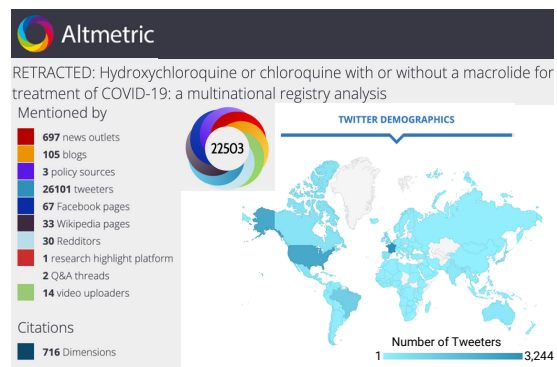 Altmetric
RETRACTED: Hydroxychloroquine or chloroquine with or without a macrolide for
treatment of COVID-19: a multinational registry analysis
Mentioned by
697 news outlets
105 blogs
3 policy sources
26101 tweeters
67 Facebook pages
33 Wikipedia pages
30 Redditors
1 research highlight platform
2 Q&A threads
14 video uploaders
Citations
716 Dimensions
22503
TWITTER DEMOGRAPHICS
Number of Tweeters
1 3,244